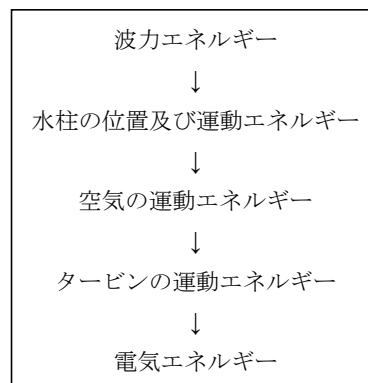 波力エネルギー
↓
水柱の位置及び運動エネルギー
↓
空気の運動エネルギー
↓
タービンの運動エネルギー
↓
電気エネルギー